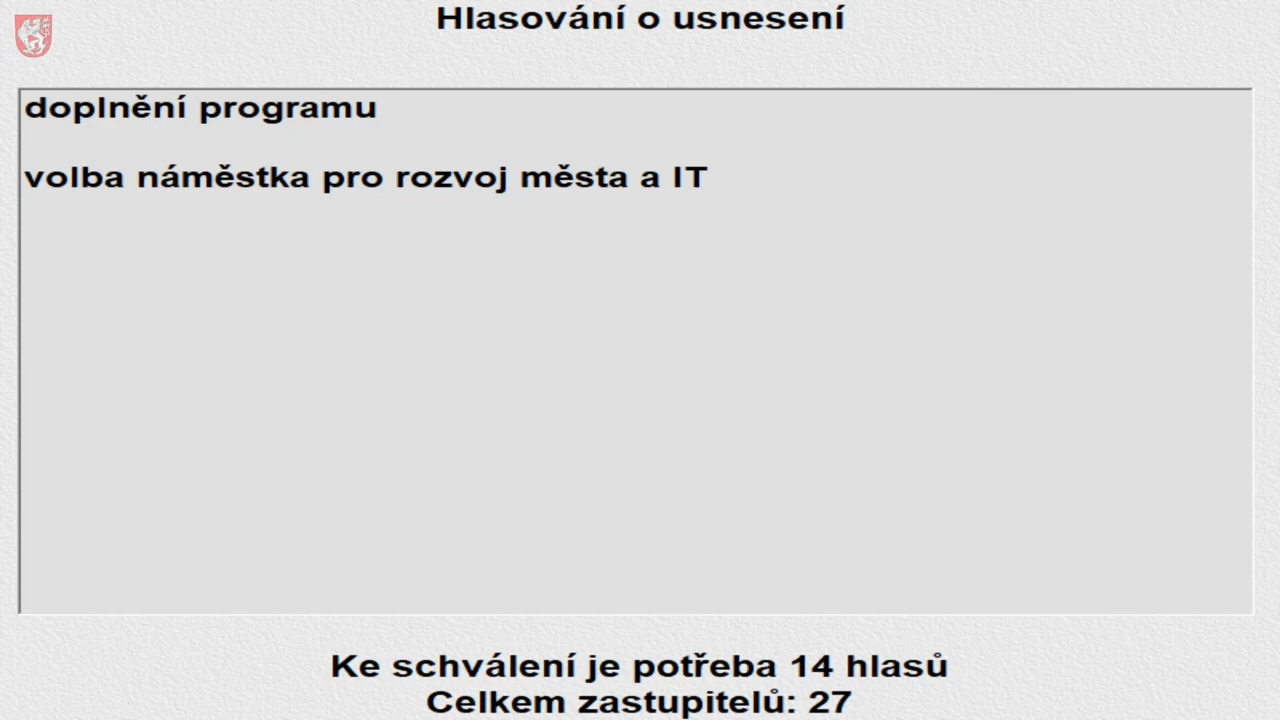 Hlasování o usnesení
doplnění programu
volba náměstka pro rozvoj města a IT
Ke schválení je potřeba 14 hlasů
Celkem zastupitelů: 27